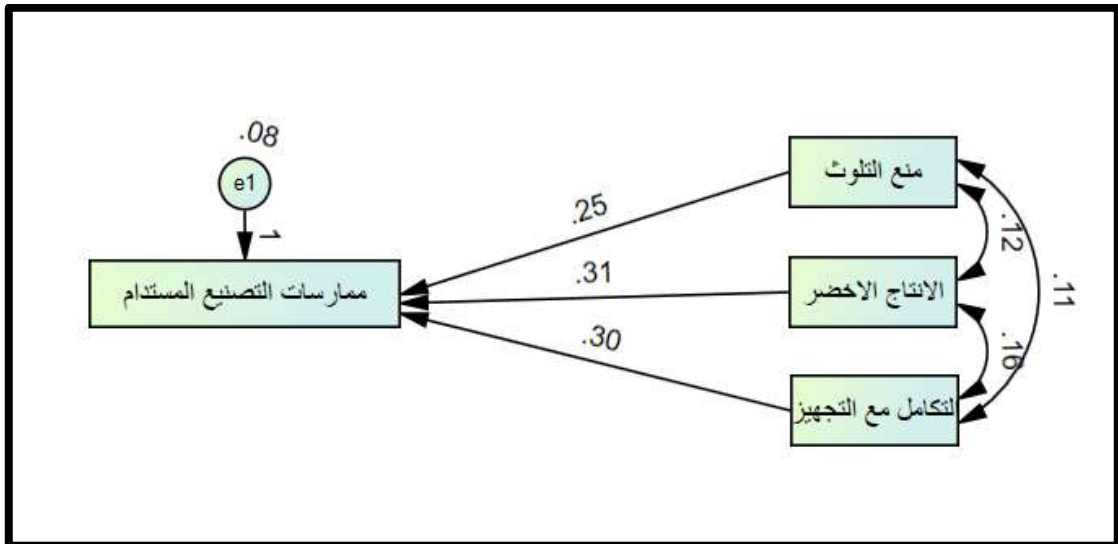 .08
e1
1
ممارسات التصنيع المستدام
.25
.31
.30
منع التلوث
الانتاج الاخضر
لتكامل مع التجهيز
.12
.16
.11